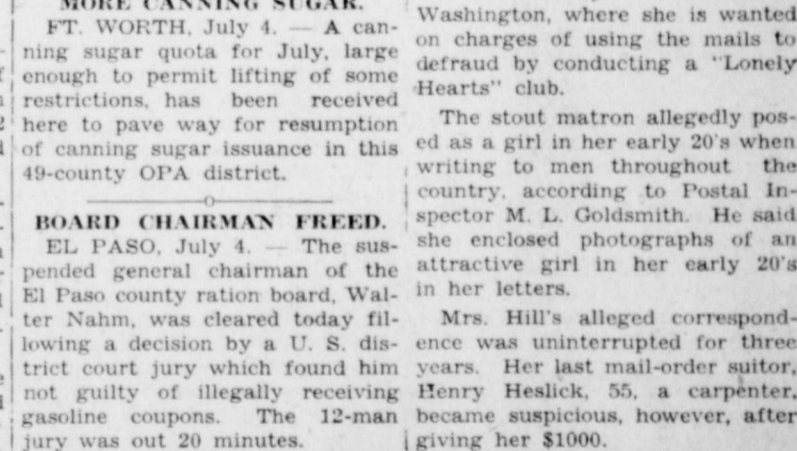 MORE CANNING SUGAR.
FT. WORTH, July 4. — A can-
ning sugar quota for July, large
enough to permit lifting of some
restrictions, has been received
here to pave way for resumption
of canning sugar issuance in this
49-county OPA district.
BOARD CHAIRMAN FREED.
EL PASO, July 4. — The sus-
pended general chairman of the
El Paso county ration board, Wal-
ter Nahm, was cleared today fil-
lowing a decision by a U. S. dis-
trict court jury which found him
not guilty of illegally receiving
gasoline coupons. The 12-man
jury was out 20 minutes.
Washington, where she is wanted
on charges of using the mails to
defraud by conducting a "Lonely
Hearts" club.
The stout matron allegedly pos-
ed as a girl in her early 20's when
writing to men throughout the
country, according to Postal In-
spector M. L. Goldsmith. He said
she enclosed photographs of an
attractive girl in her early 20's
in her letters.
Mrs. Hill's alleged correspond-
ence was uninterrupted for three
years. Her last mail-order suitor,
Henry Heslick, 55, a carpenter,
became suspicious, however, after
giving her $1000.